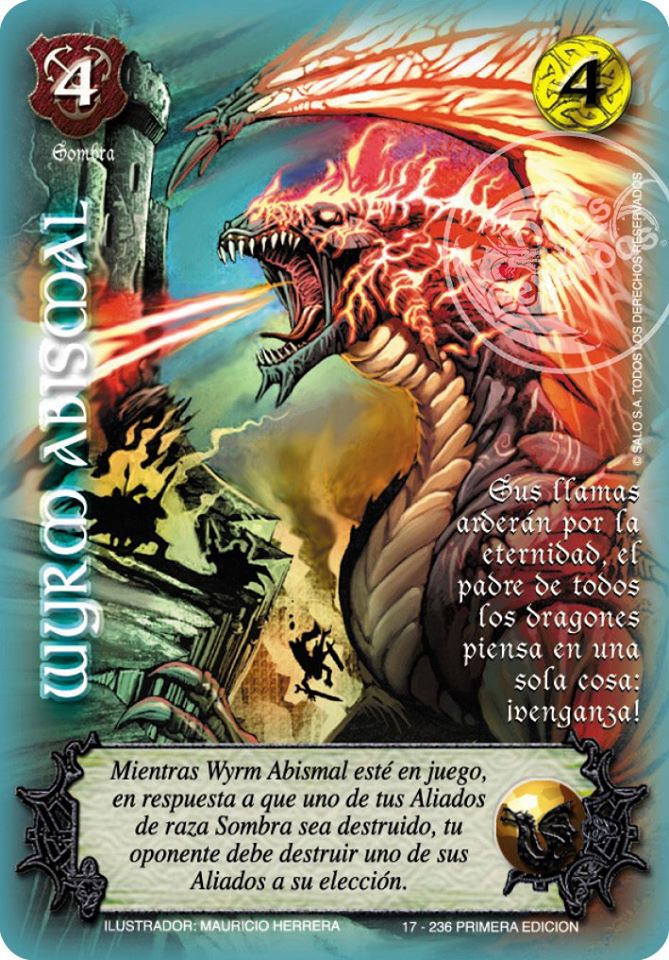 4
4
Sombra
WYRM ABISMAL
© SALO S.A. TODOS LOS DERECHOS RESERVADOS
Sus llamas
arderán por la
eternidad, el
padre de todos
los dragones
piensa en una
sola cosa:
¡venganza!
Mientras Wyrm Abismal esté en juego,
en respuesta a que uno de tus Aliados
de raza Sombra sea destruido, tu
oponente debe destruir uno de sus
Aliados a su elección.
ILUSTRADOR: MAURICIO HERRERA
17 - 236 PRIMERA EDICION